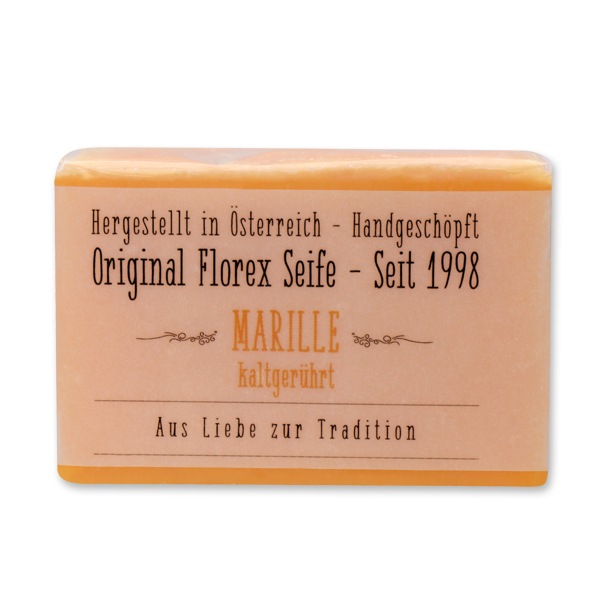 Hergestellt in Österreich - Handgeschöpft
Original Florex Seife - Seit 1998
MARILLE
kaltgerührt
Aus Liebe zur Tradition